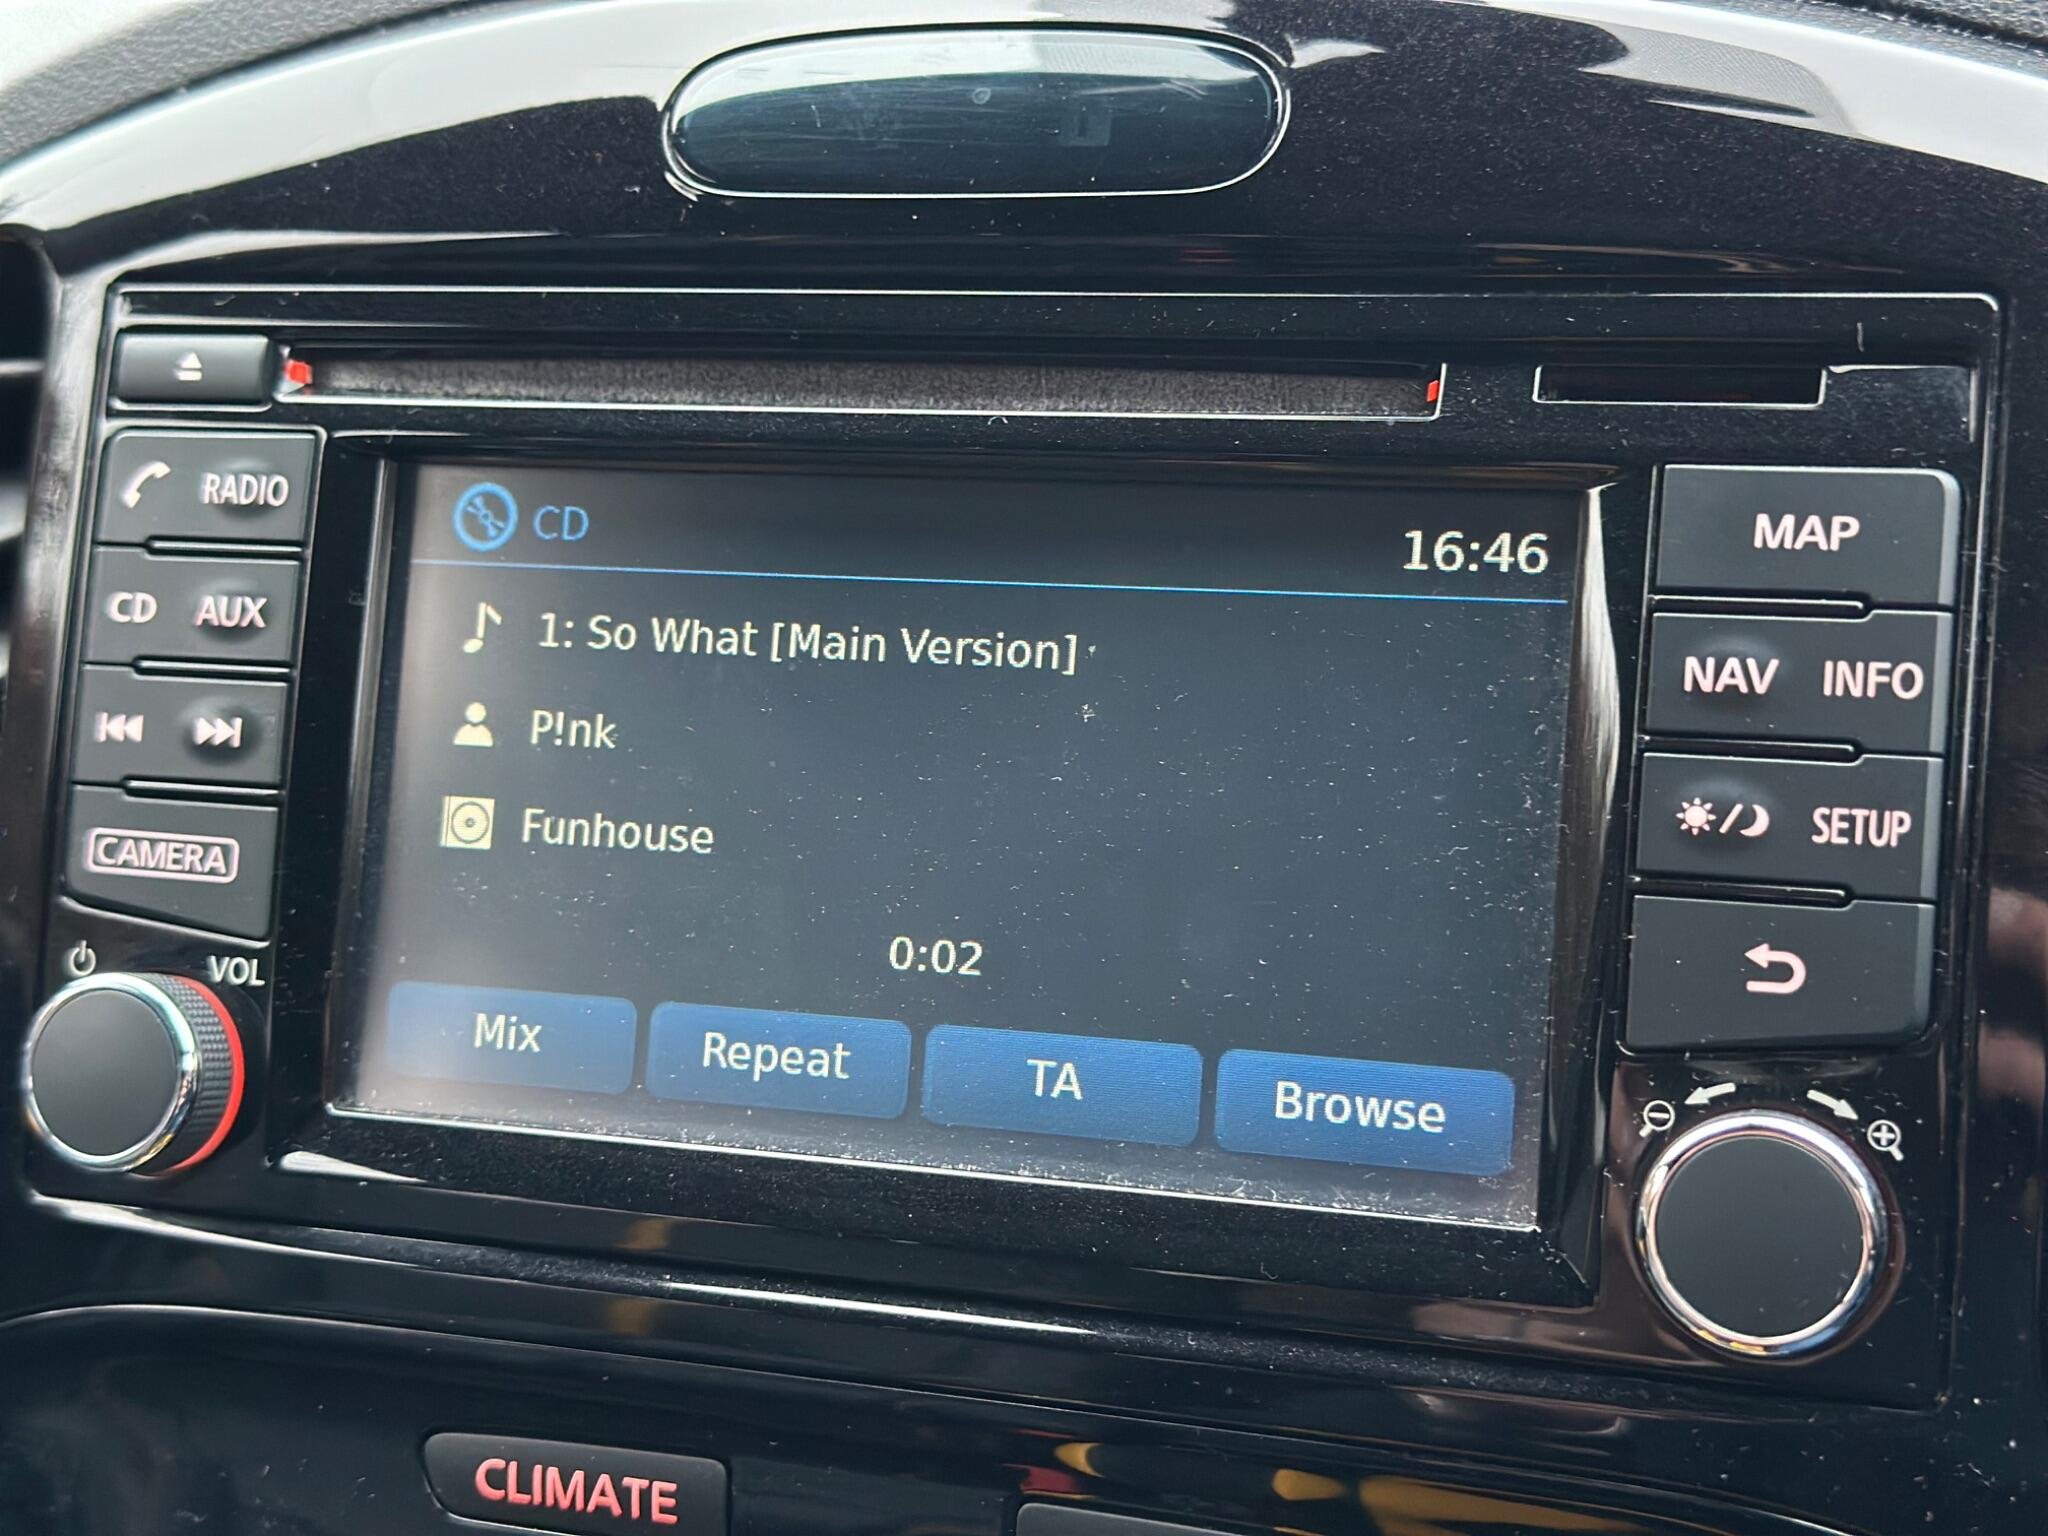 RADIO
CD AUX
CAMERA
VOL
CD
16:46
1: So What [Main Version]
P!nk
Funhouse
0:02
Mix Repeat TA Browse
MAP
NAV INFO
SETUP
CLIMATE